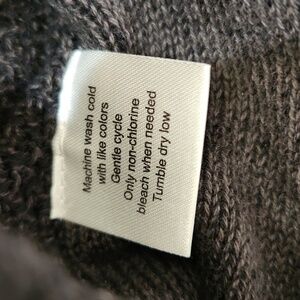 Machine wash cold
with like colors
Gentle cycle
Only non-chlorine
bleach when needed
Tumble dry low